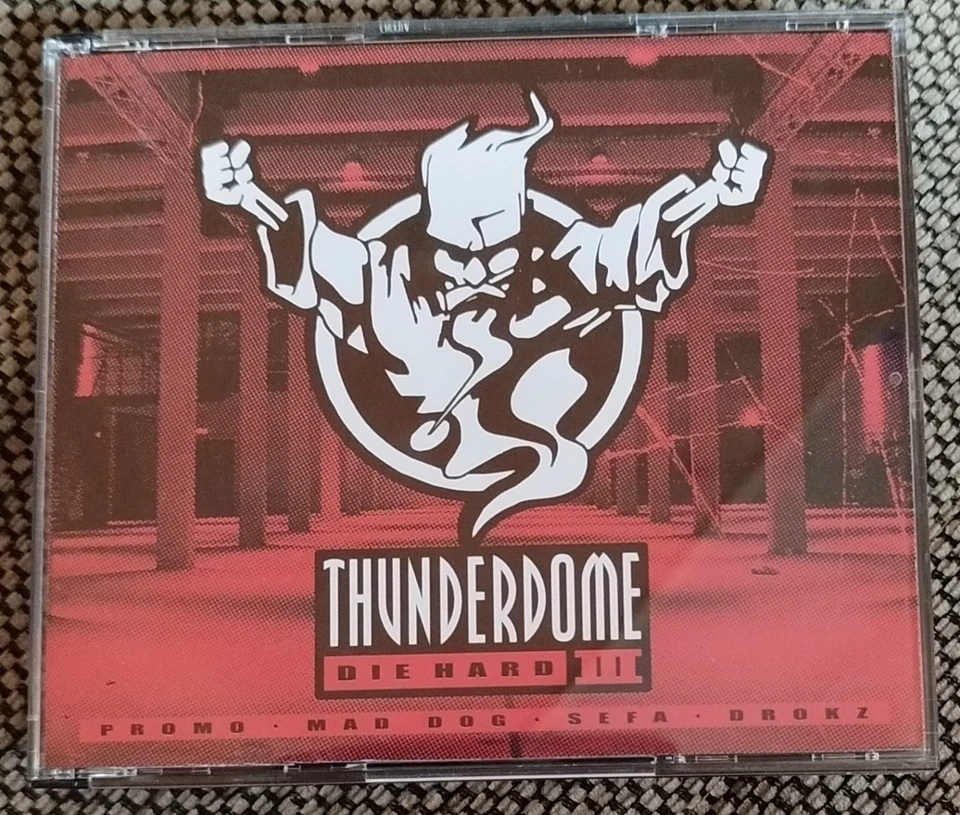 THUNDERDOME
DIE HARD III
PROMO · MAD DOG · SEFA · DROKZ